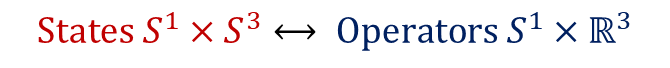 States S¹ × S³ ⟷ Operators S¹ × ℝ³